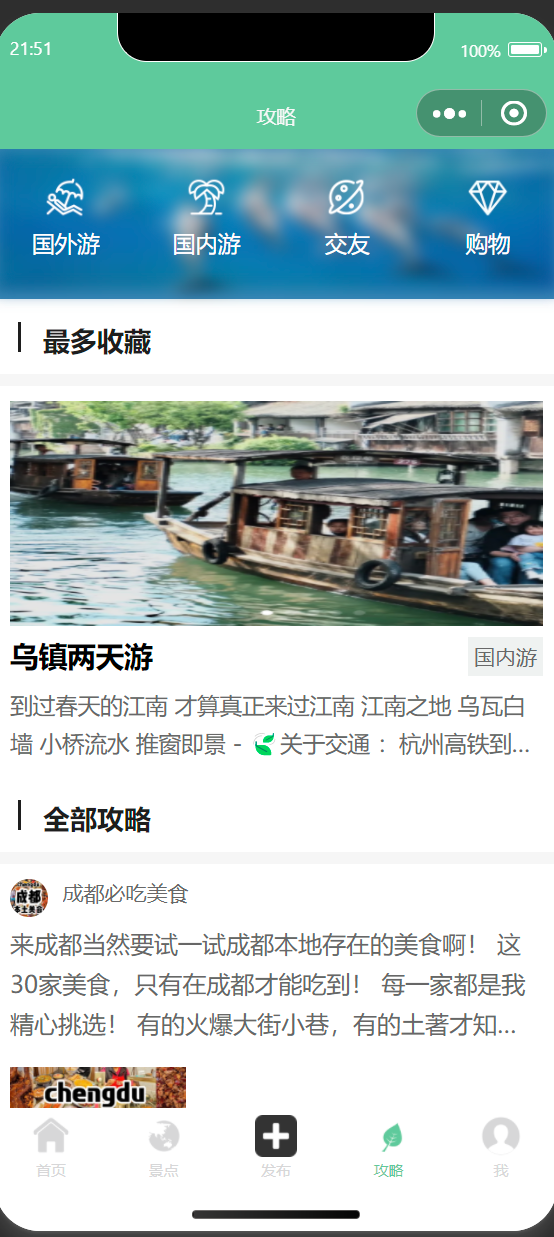 21:51
100%
攻略
国外游 国内游 交友 购物
最多收藏
乌镇两天游
国内游
到过春天的江南 才算真正来过江南 江南之地 乌瓦白
墙 小桥流水 推窗即景 - 关于交通 ：杭州高铁到...
全部攻略
chengdu
成都
本土美食
成都必吃美食
来成都当然要试一试成都本地存在的美食啊！ 这
30家美食，只有在成都才能吃到！ 每一家都是我
精心挑选！ 有的火爆大街小巷，有的土著才知...
chengdu
首页 景点 发布 攻略 我